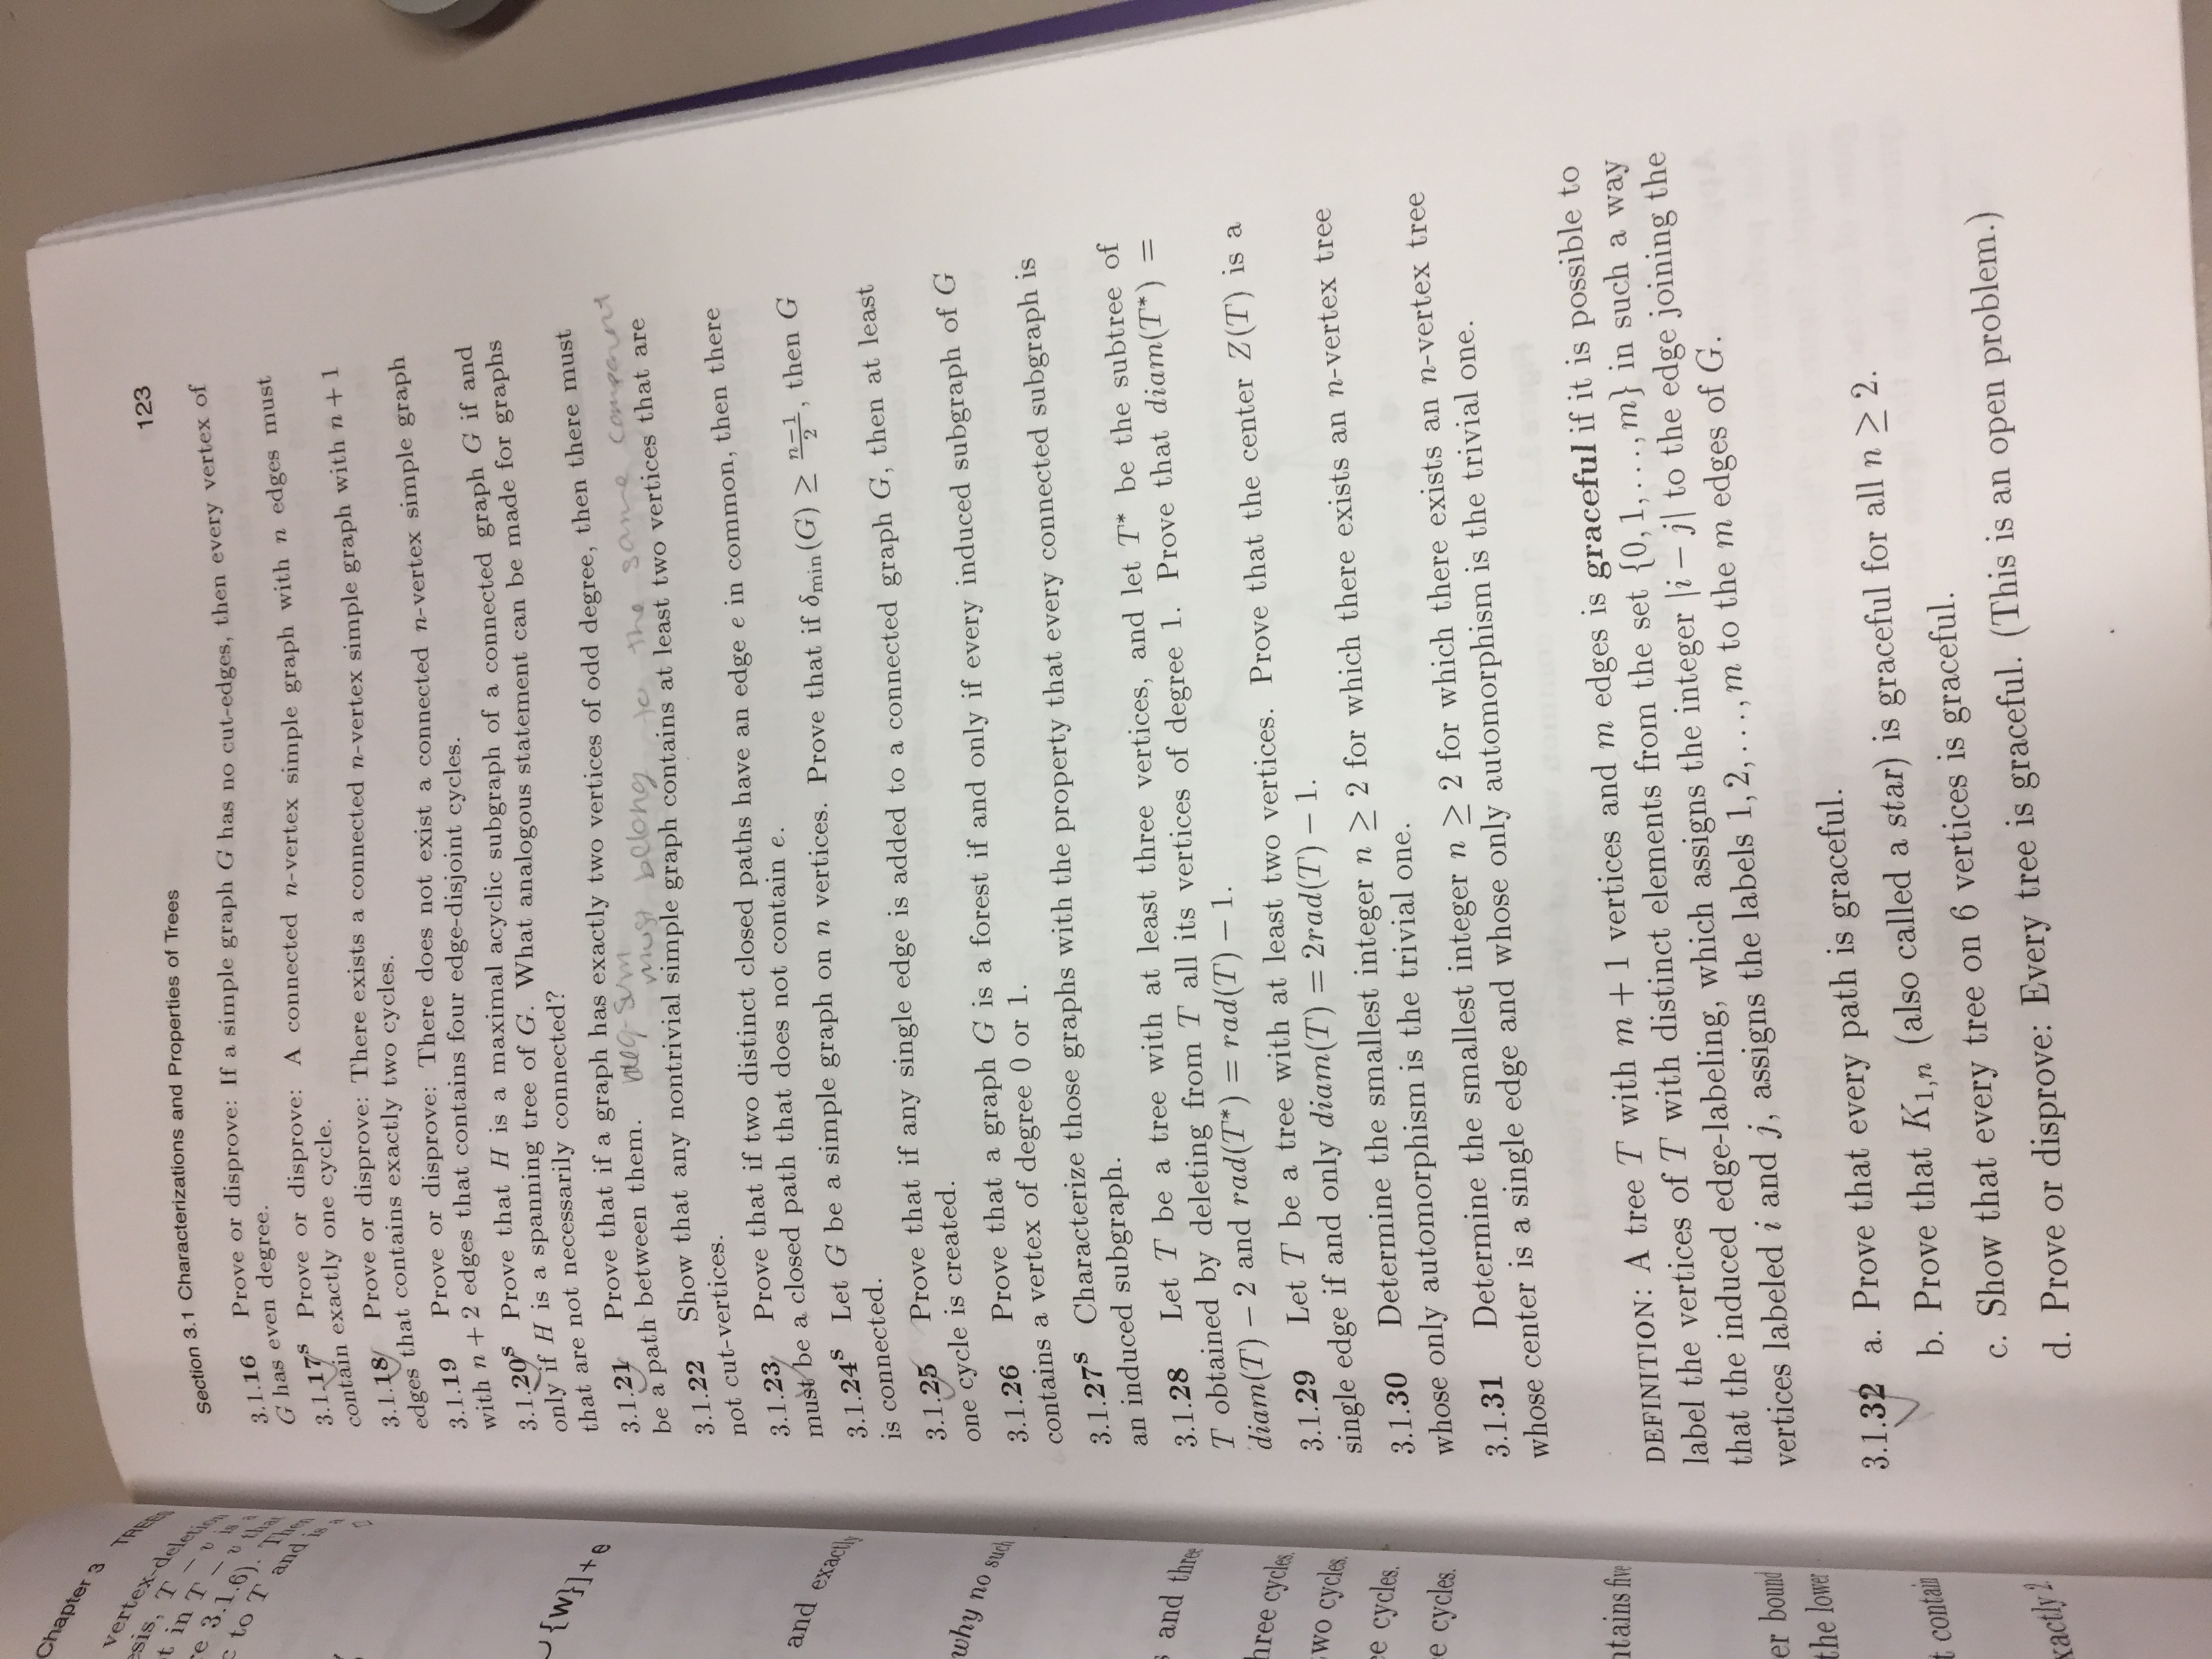 Chapter 3 TREES
vertex-deletion
esis, T − v is a
t in T − v that
re 3.1.6). Then
c to T and is a
∪ {w}] + e
and exactly
why no such
s and three
hree cycles.
two cycles.
ee cycles.
e cycles.
ntains five
er bound
the lower
t contain
xactly 2
123
Section 3.1 Characterizations and Properties of Trees
3.1.16 Prove or disprove: If a simple graph G has no cut-edges, then every vertex of
G has even degree.
3.1.17S Prove or disprove: A connected n-vertex simple graph with n edges must
contain exactly one cycle.
3.1.18 Prove or disprove: There exists a connected n-vertex simple graph with n + 1
edges that contains exactly two cycles.
3.1.19 Prove or disprove: There does not exist a connected n-vertex simple graph
with n + 2 edges that contains four edge-disjoint cycles.
3.1.20S Prove that H is a maximal acyclic subgraph of a connected graph G if and
only if H is a spanning tree of G. What analogous statement can be made for graphs
that are not necessarily connected?
3.1.21 Prove that if a graph has exactly two vertices of odd degree, then there must
be a path between them. deg-sum
must belong to the same component
3.1.22 Show that any nontrivial simple graph contains at least two vertices that are
not cut-vertices.
3.1.23 Prove that if two distinct closed paths have an edge e in common, then there
must be a closed path that does not contain e.
3.1.24S Let G be a simple graph on n vertices. Prove that if δmin(G) ≥ n−1/2, then G
is connected.
3.1.25 Prove that if any single edge is added to a connected graph G, then at least
one cycle is created.
3.1.26 Prove that a graph G is a forest if and only if every induced subgraph of G
contains a vertex of degree 0 or 1.
3.1.27S Characterize those graphs with the property that every connected subgraph is
an induced subgraph.
3.1.28 Let T be a tree with at least three vertices, and let T* be the subtree of
T obtained by deleting from T all its vertices of degree 1. Prove that diam(T*) =
diam(T) − 2 and rad(T*) = rad(T) − 1.
3.1.29 Let T be a tree with at least two vertices. Prove that the center Z(T) is a
single edge if and only diam(T) = 2rad(T) − 1.
3.1.30 Determine the smallest integer n ≥ 2 for which there exists an n-vertex tree
whose only automorphism is the trivial one.
3.1.31 Determine the smallest integer n ≥ 2 for which there exists an n-vertex tree
whose center is a single edge and whose only automorphism is the trivial one.
DEFINITION: A tree T with m + 1 vertices and m edges is graceful if it is possible to
label the vertices of T with distinct elements from the set {0, 1, . . . , m} in such a way
that the induced edge-labeling, which assigns the integer |i − j| to the edge joining the
vertices labeled i and j, assigns the labels 1, 2, . . . , m to the m edges of G.
3.1.32 a. Prove that every path is graceful.
b. Prove that K1,n (also called a star) is graceful for all n ≥ 2.
c. Show that every tree on 6 vertices is graceful.
d. Prove or disprove: Every tree is graceful. (This is an open problem.)